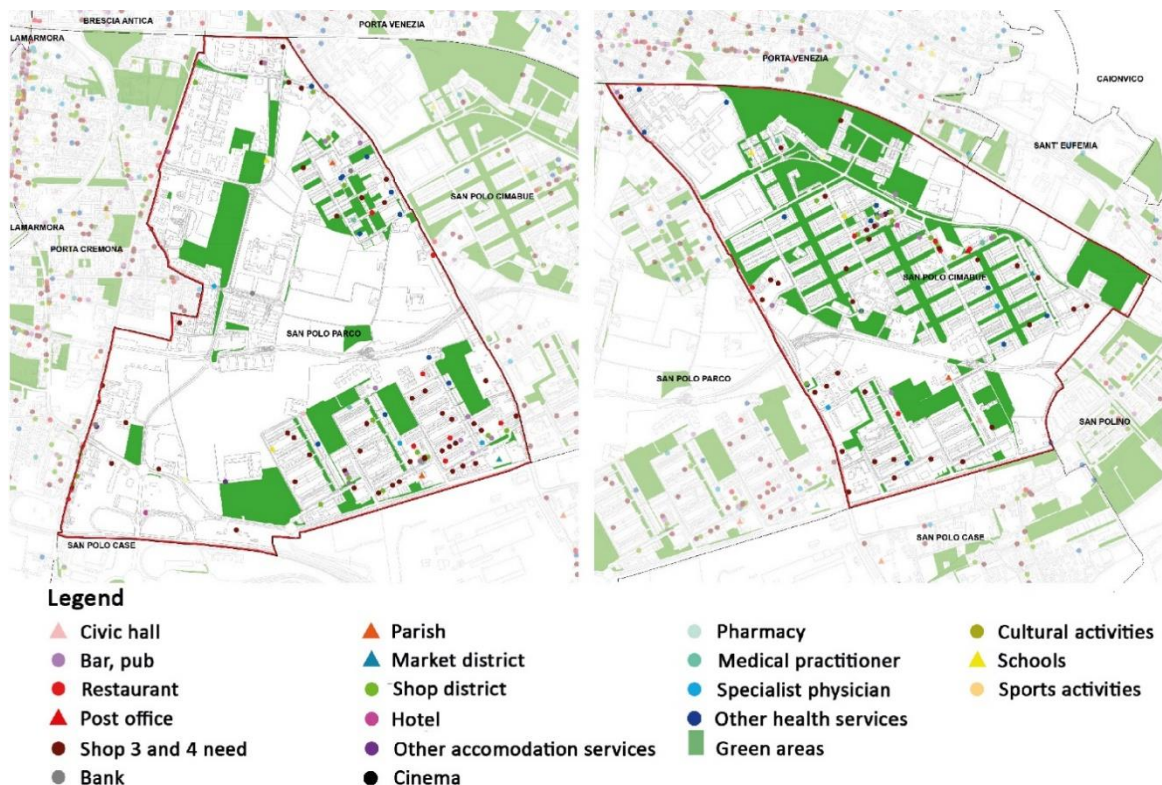 BRESCIA ANTICA
PORTA VENEZIA
LAMARMORA
SAN POLO CIMABUE
LAMARMORA
PORTA CREMONA
SAN POLO PARCO
SAN POLO CASE
PORTA VENEZIA
CAIONVICO
SANT' EUFEMIA
SAN POLO CIMABUE
SAN POLO PARCO
SAN POLINO
SAN POLO CASE
Legend
Civic hall
Bar, pub
Restaurant
Post office
Shop 3 and 4 need
Bank
Parish
Market district
Shop district
Hotel
Other accomodation services
Cinema
Pharmacy
Medical practitioner
Specialist physician
Other health services
Green areas
Cultural activities
Schools
Sports activities